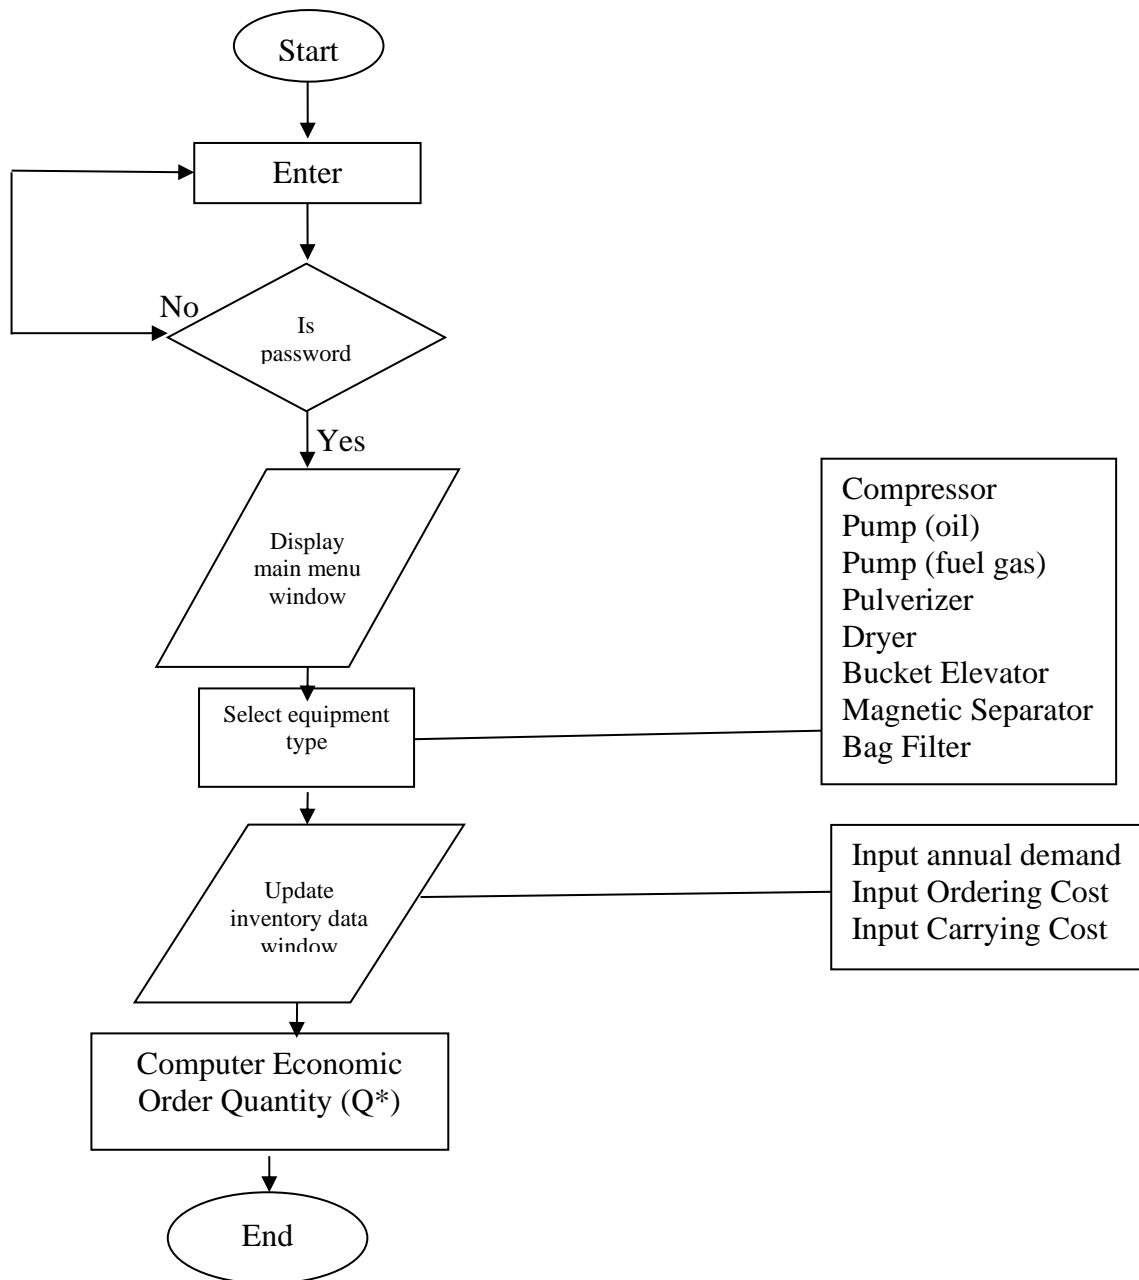 Start
Enter
No
Is
password
Yes
Display
main menu
window
Select equipment
type
Compressor
Pump (oil)
Pump (fuel gas)
Pulverizer
Dryer
Bucket Elevator
Magnetic Separator
Bag Filter
Update
inventory data
window
Input annual demand
Input Ordering Cost
Input Carrying Cost
Computer Economic
Order Quantity (Q*)
End